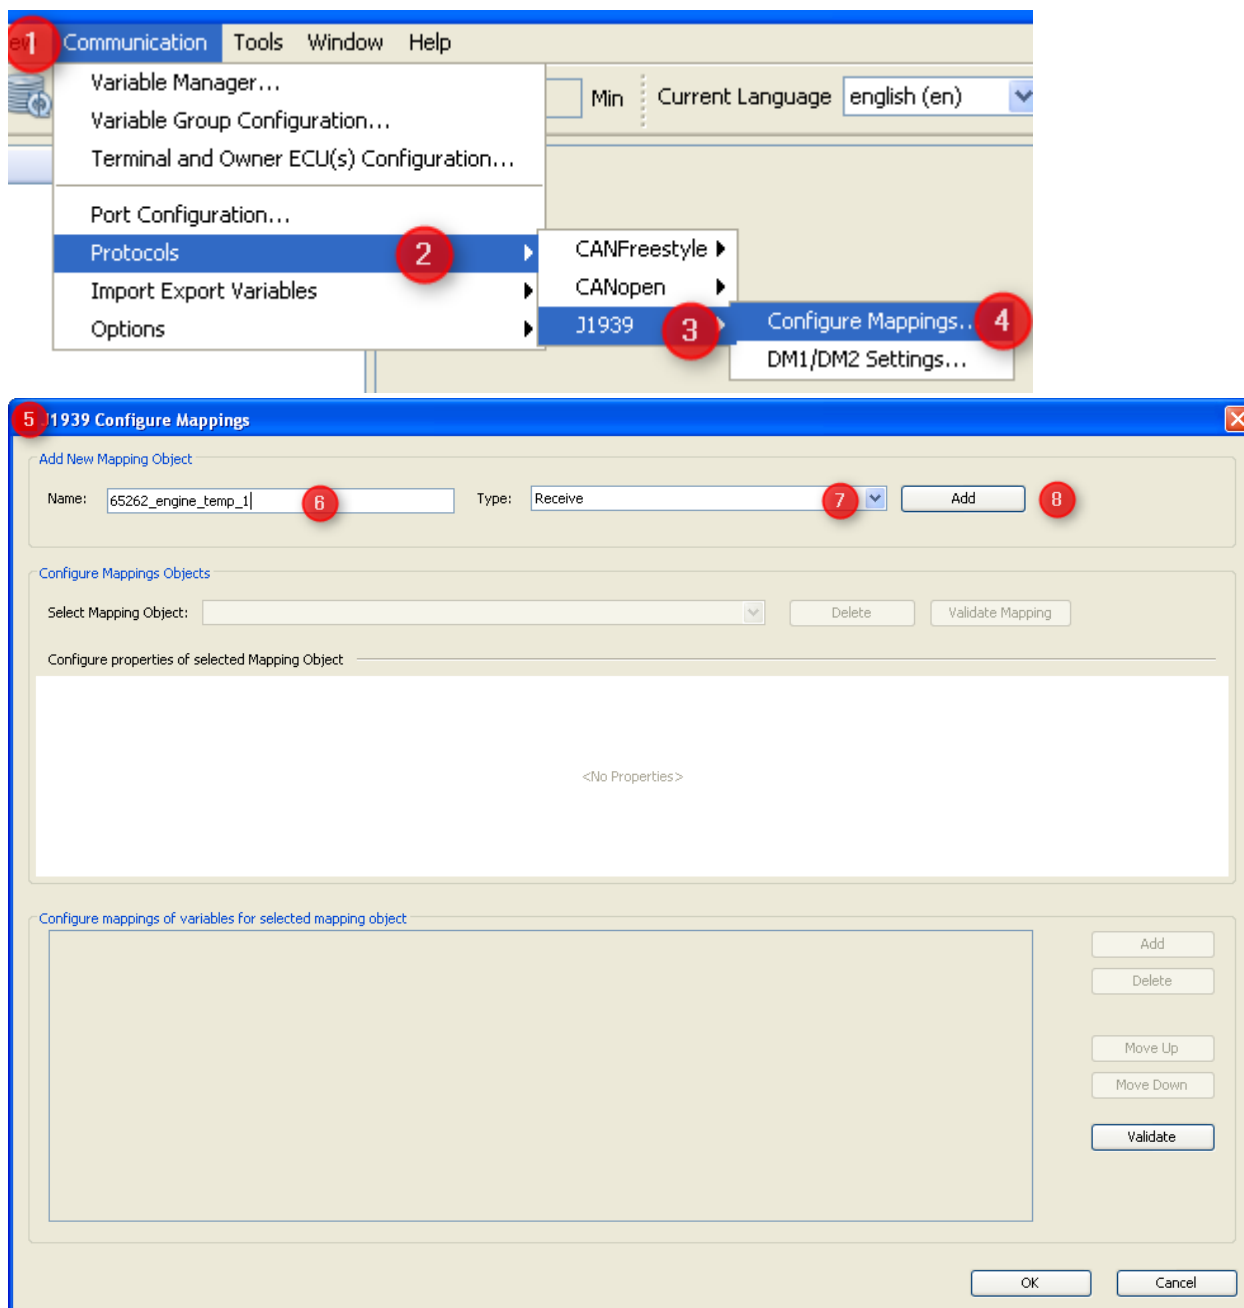 1 Communication Tools Window Help
Variable Manager...
Min Current Language english (en)
Variable Group Configuration...
Terminal and Owner ECU(s) Configuration...
Port Configuration...
Protocols 2 CANFreestyle
Import Export Variables CANopen
Options J1939 3 Configure Mappings.. 4
DM1/DM2 Settings...
5 J1939 Configure Mappings
Add New Mapping Object
Name: 65262_engine_temp_1 6 Type: Receive 7 Add 8
Configure Mappings Objects
Select Mapping Object: Delete Validate Mapping
Configure properties of selected Mapping Object
<No Properties>
Configure mappings of variables for selected mapping object
Add
Delete
Move Up
Move Down
Validate
OK Cancel